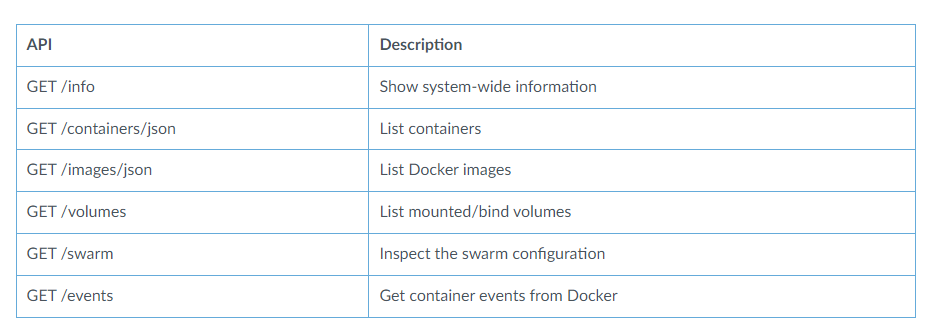 API Description
GET /info Show system-wide information
GET /containers/json List containers
GET /images/json List Docker images
GET /volumes List mounted/bind volumes
GET /swarm Inspect the swarm configuration
GET /events Get container events from Docker